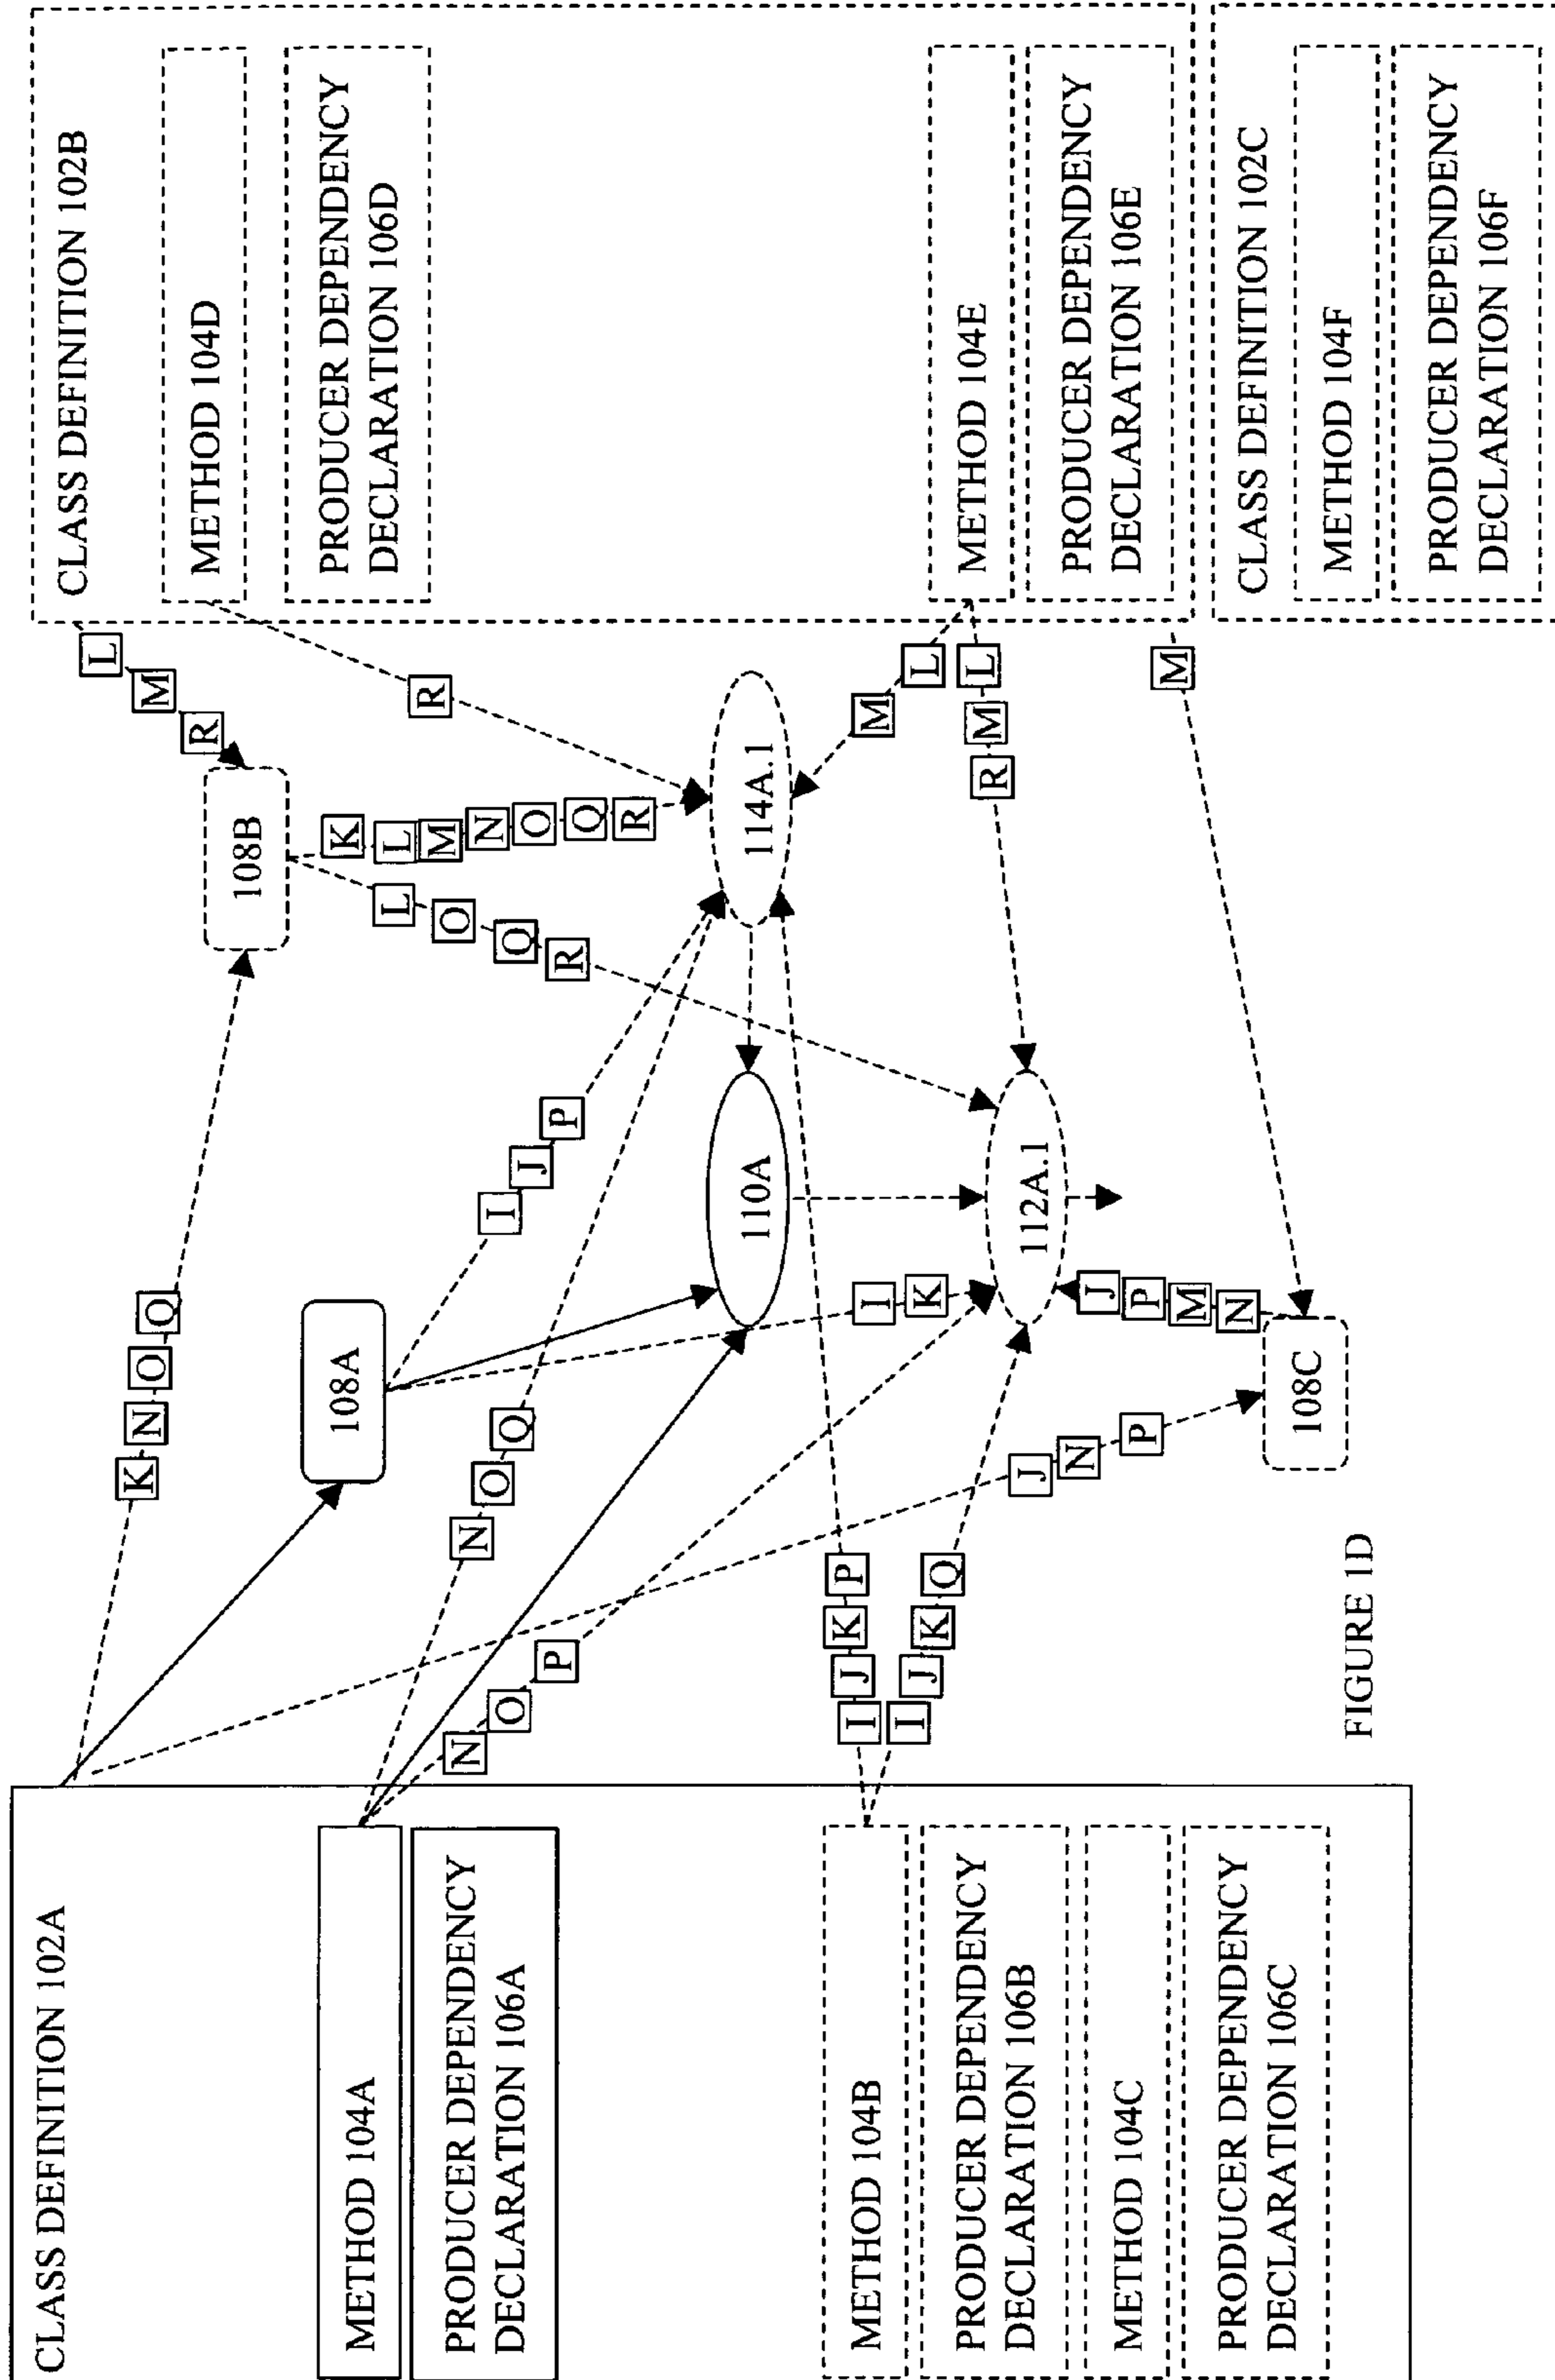 CLASS DEFINITION 102A
METHOD 104A
PRODUCER DEPENDENCY
DECLARATION 106A
METHOD 104B
PRODUCER DEPENDENCY
DECLARATION 106B
METHOD 104C
PRODUCER DEPENDENCY
DECLARATION 106C
K
N
O
Q
108A
108B
L
M
R
CLASS DEFINITION 102B
METHOD 104D
PRODUCER DEPENDENCY
DECLARATION 106D
R
K
L
M
N
O
Q
R
L
O
Q
R
I
J
P
N
O
Q
N
O
P
110A
114A.1
M
L
L
M
R
METHOD 104E
PRODUCER DEPENDENCY
DECLARATION 106E
I
J
K
P
I
J
K
Q
I
K
112A.1
J
N
P
J
P
M
N
108C
M
CLASS DEFINITION 102C
METHOD 104F
PRODUCER DEPENDENCY
DECLARATION 106F
FIGURE 1D